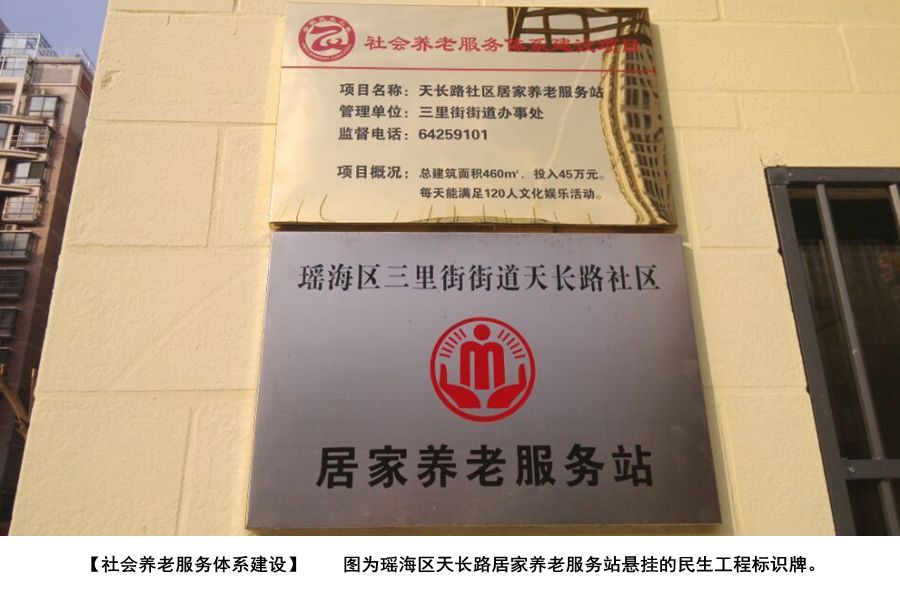 社会养老服务体系建设项目
项目名称：天长路社区居家养老服务站
管理单位：三里街街道办事处
监督电话：64259101
项目概况：总建筑面积460㎡，投入45万元。
每天能满足120人文化娱乐活动。
瑶海区三里街街道天长路社区
居家养老服务站
【社会养老服务体系建设】 图为瑶海区天长路居家养老服务站悬挂的民生工程标识牌。